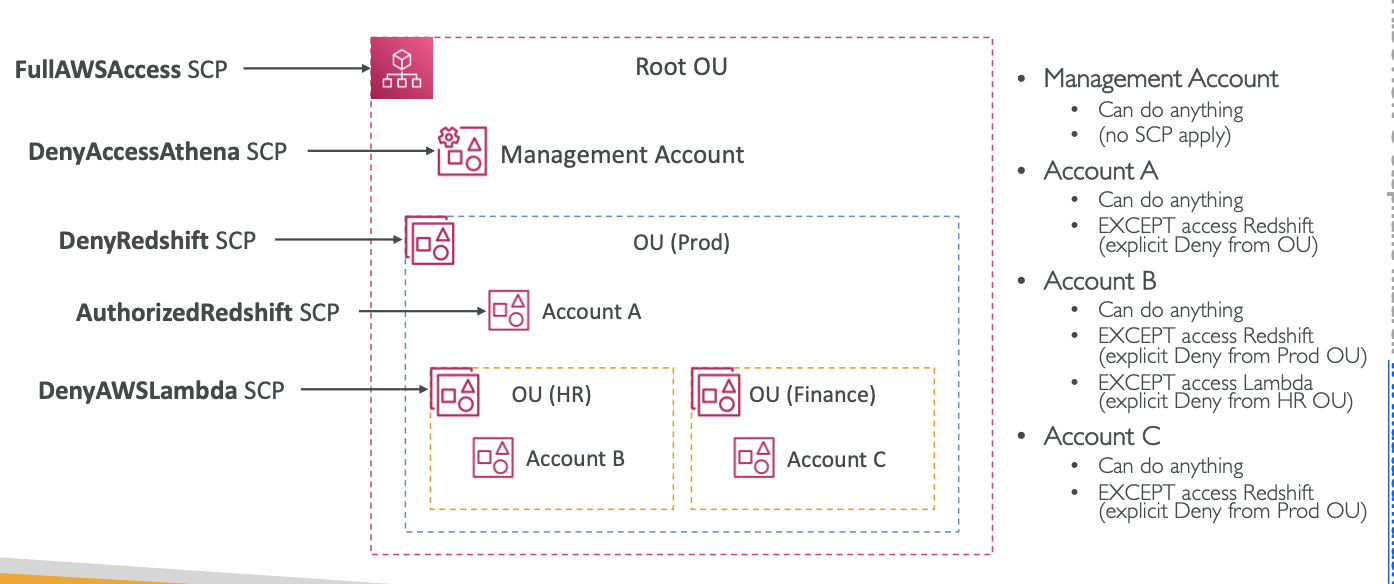 FullAWSAccess SCP
Root OU
DenyAccessAthena SCP
Management Account
DenyRedshift SCP
OU (Prod)
AuthorizedRedshift SCP
Account A
DenyAWSLambda SCP
OU (HR)
OU (Finance)
Account B
Account C
• Management Account
• Can do anything
• (no SCP apply)
• Account A
• Can do anything
• EXCEPT access Redshift
(explicit Deny from OU)
• Account B
• Can do anything
• EXCEPT access Redshift
(explicit Deny from Prod OU)
• EXCEPT access Lambda
(explicit Deny from HR OU)
• Account C
• Can do anything
• EXCEPT access Redshift
(explicit Deny from Prod OU)